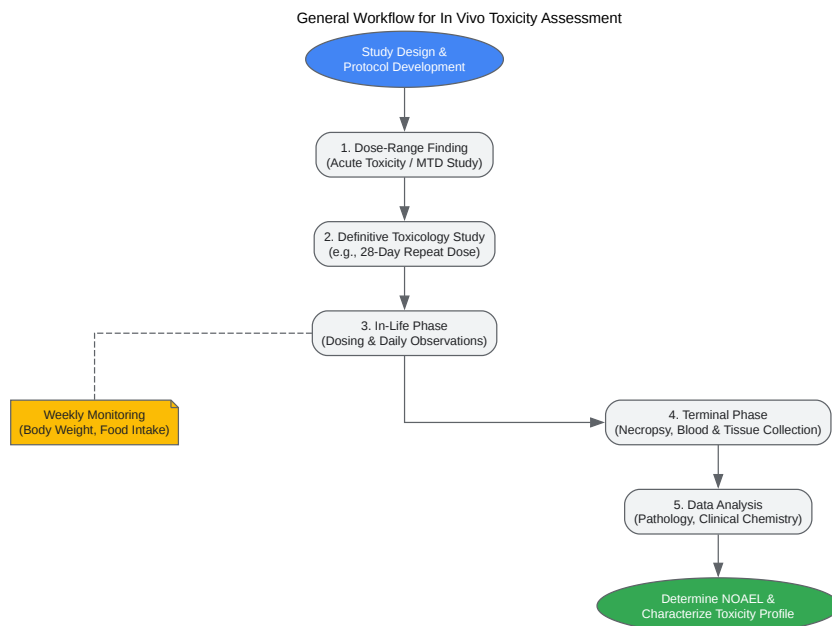 General Workflow for In Vivo Toxicity Assessment
Study Design &
Protocol Development
1. Dose-Range Finding
(Acute Toxicity / MTD Study)
2. Definitive Toxicology Study
(e.g., 28-Day Repeat Dose)
3. In-Life Phase
(Dosing & Daily Observations)
Weekly Monitoring
(Body Weight, Food Intake)
4. Terminal Phase
(Necropsy, Blood & Tissue Collection)
5. Data Analysis
(Pathology, Clinical Chemistry)
Determine NOAEL &
Characterize Toxicity Profile